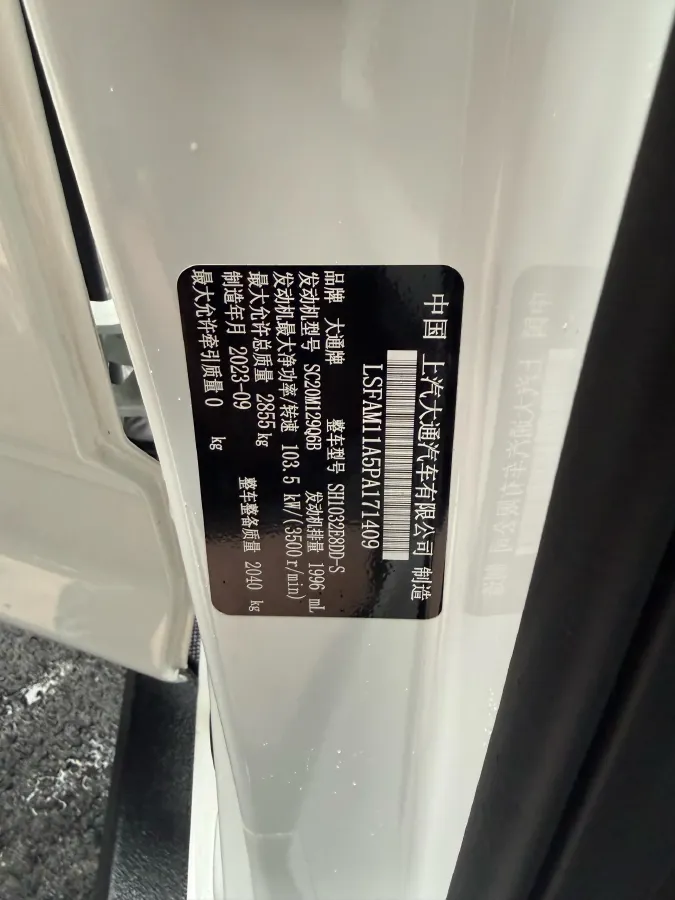 中国 上汽大通汽车有限公司 制造
LSFAM11A5PA171409
品牌 大通牌 整车型号 SH1032E8DD-S
发动机型号 SC20M129Q6B 发动机排量 1996 mL
发动机最大净功率/转速 103.5 kW/(3500r/min)
最大允许总质量 2855kg
制造年月 2023-09 整车整备质量 2040 kg
最大允许牵引质量 0 kg